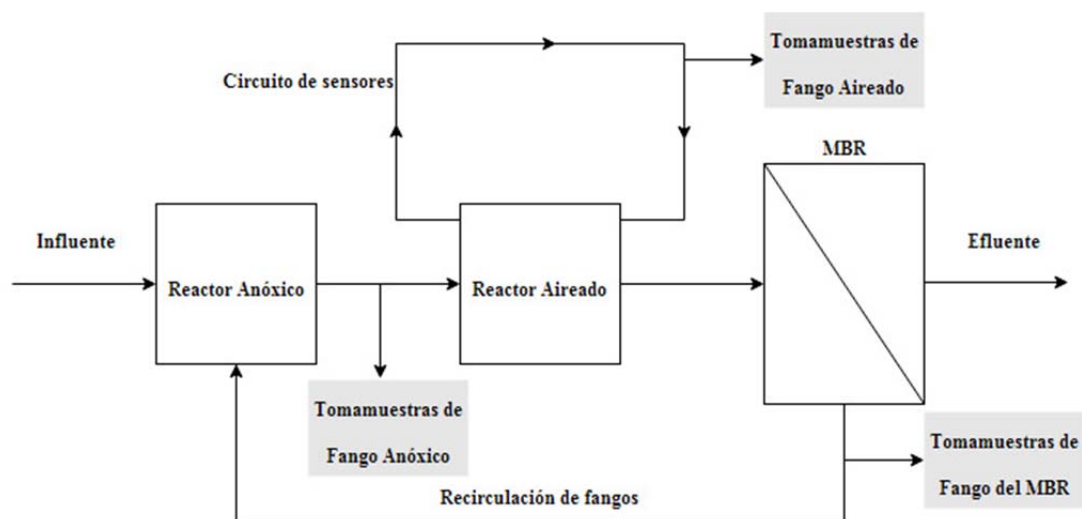 Tomamuestras de
Fango Aireado
Circuito de sensores
MBR
Influente
Efluente
Reactor Anóxico
Reactor Aireado
Tomamuestras de
Fango Anóxico
Tomamuestras de
Fango del MBR
Recirculación de fangos